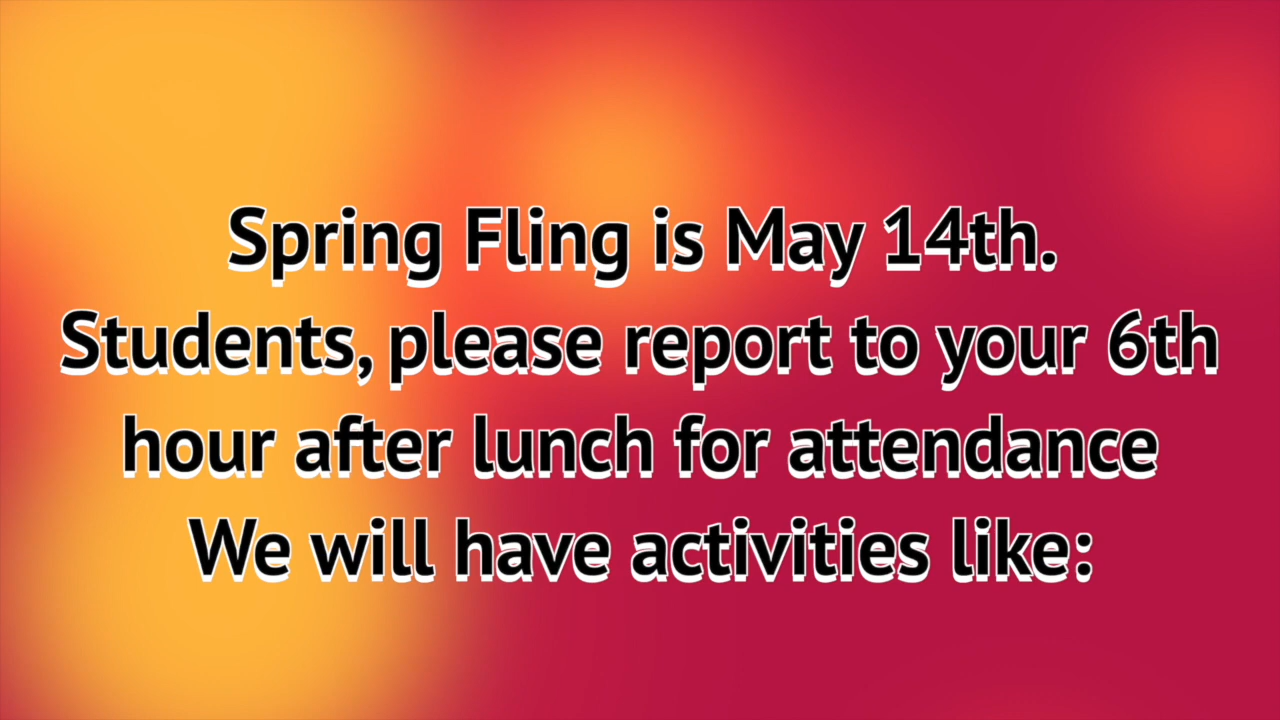 Spring Fling is May 14th.
Students, please report to your 6th
hour after lunch for attendance
We will have activities like: